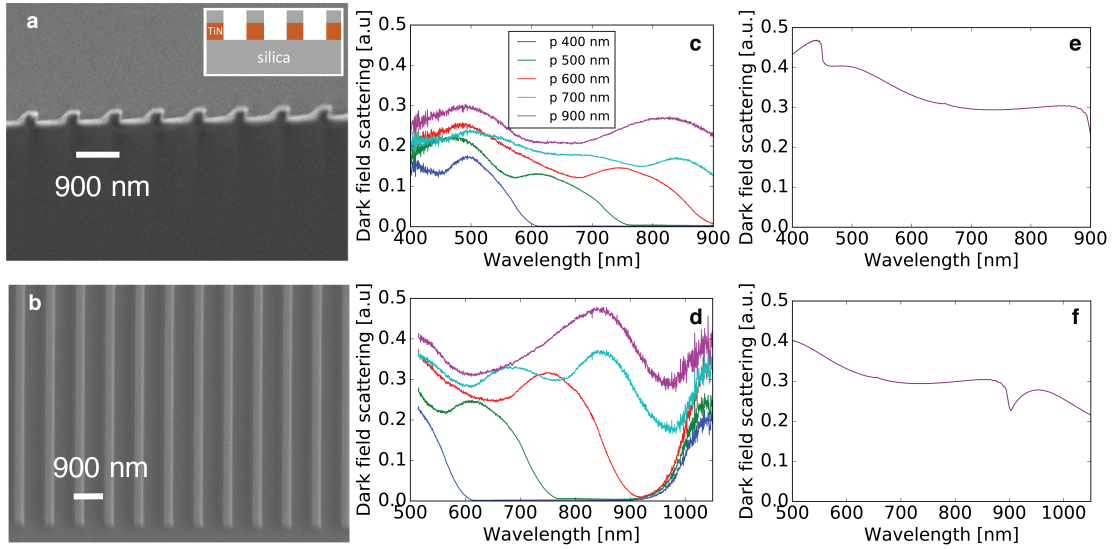 a
TiN
silica
900 nm
b
900 nm
c
Dark field scattering [a.u.]
0.5
0.4
0.3
0.2
0.1
0.0
p 400 nm
p 500 nm
p 600 nm
p 700 nm
p 900 nm
400 500 600 700 800 900
Wavelength [nm]
e
Dark field scattering [a.u.]
0.5
0.4
0.3
0.2
0.1
0.0
400 500 600 700 800 900
Wavelength [nm]
d
Dark field scattering [a.u.]
0.5
0.4
0.3
0.2
0.1
0.0
500 600 700 800 900 1000
Wavelength [nm]
f
Dark field scattering [a.u.]
0.5
0.4
0.3
0.2
0.1
0.0
500 600 700 800 900 1000
Wavelength [nm]